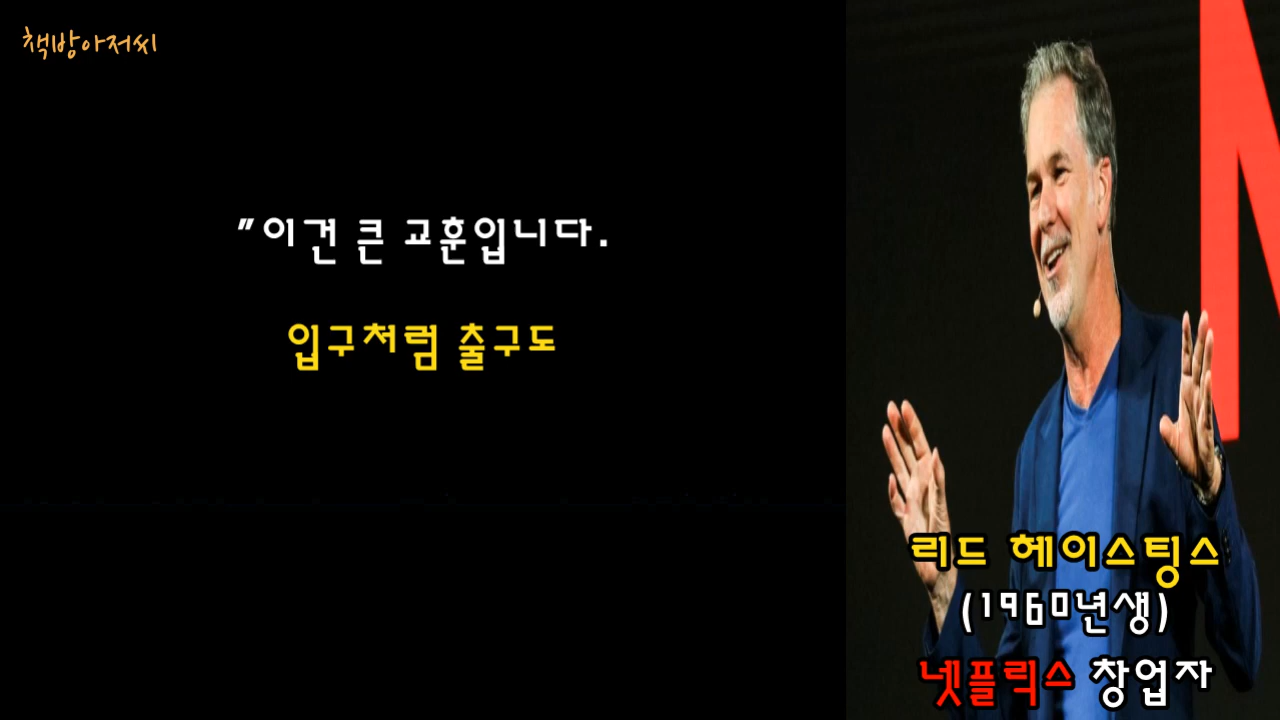 책방아저씨
"이건 큰 교훈입니다.
입구처럼 출구도
리드 헤이스팅스
(1960년생)
넷플릭스 창업자